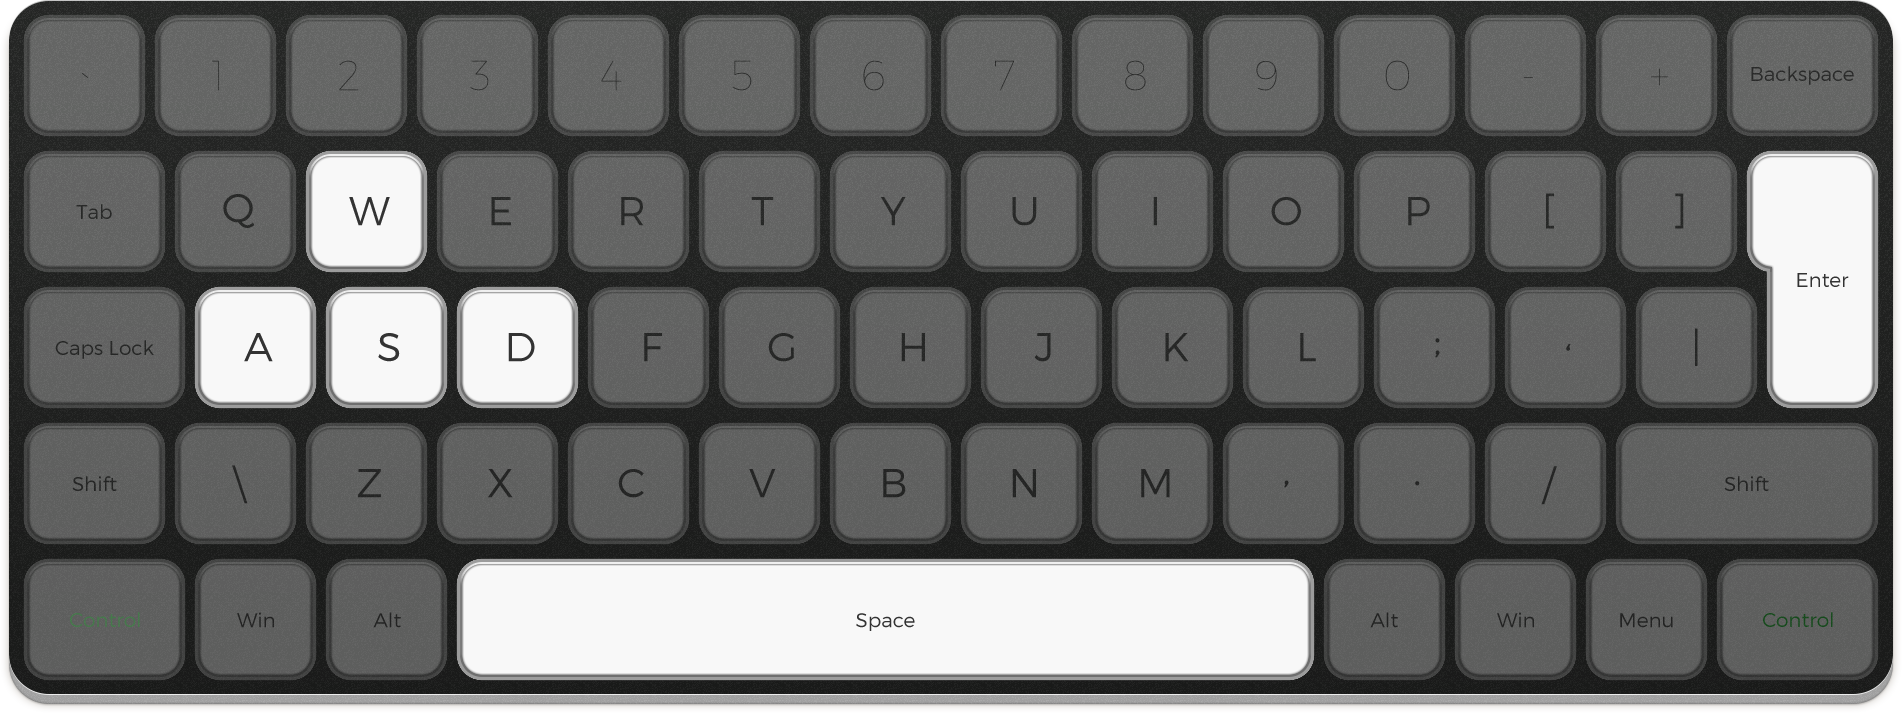 ` 1 2 3 4 5 6 7 8 9 0 - + Backspace
Tab Q W E R T Y U I O P [ ]
Enter
Caps Lock A S D F G H J K L ; ‘ |
Shift \ Z X C V B N M , . / Shift
Control Win Alt Space Alt Win Menu Control